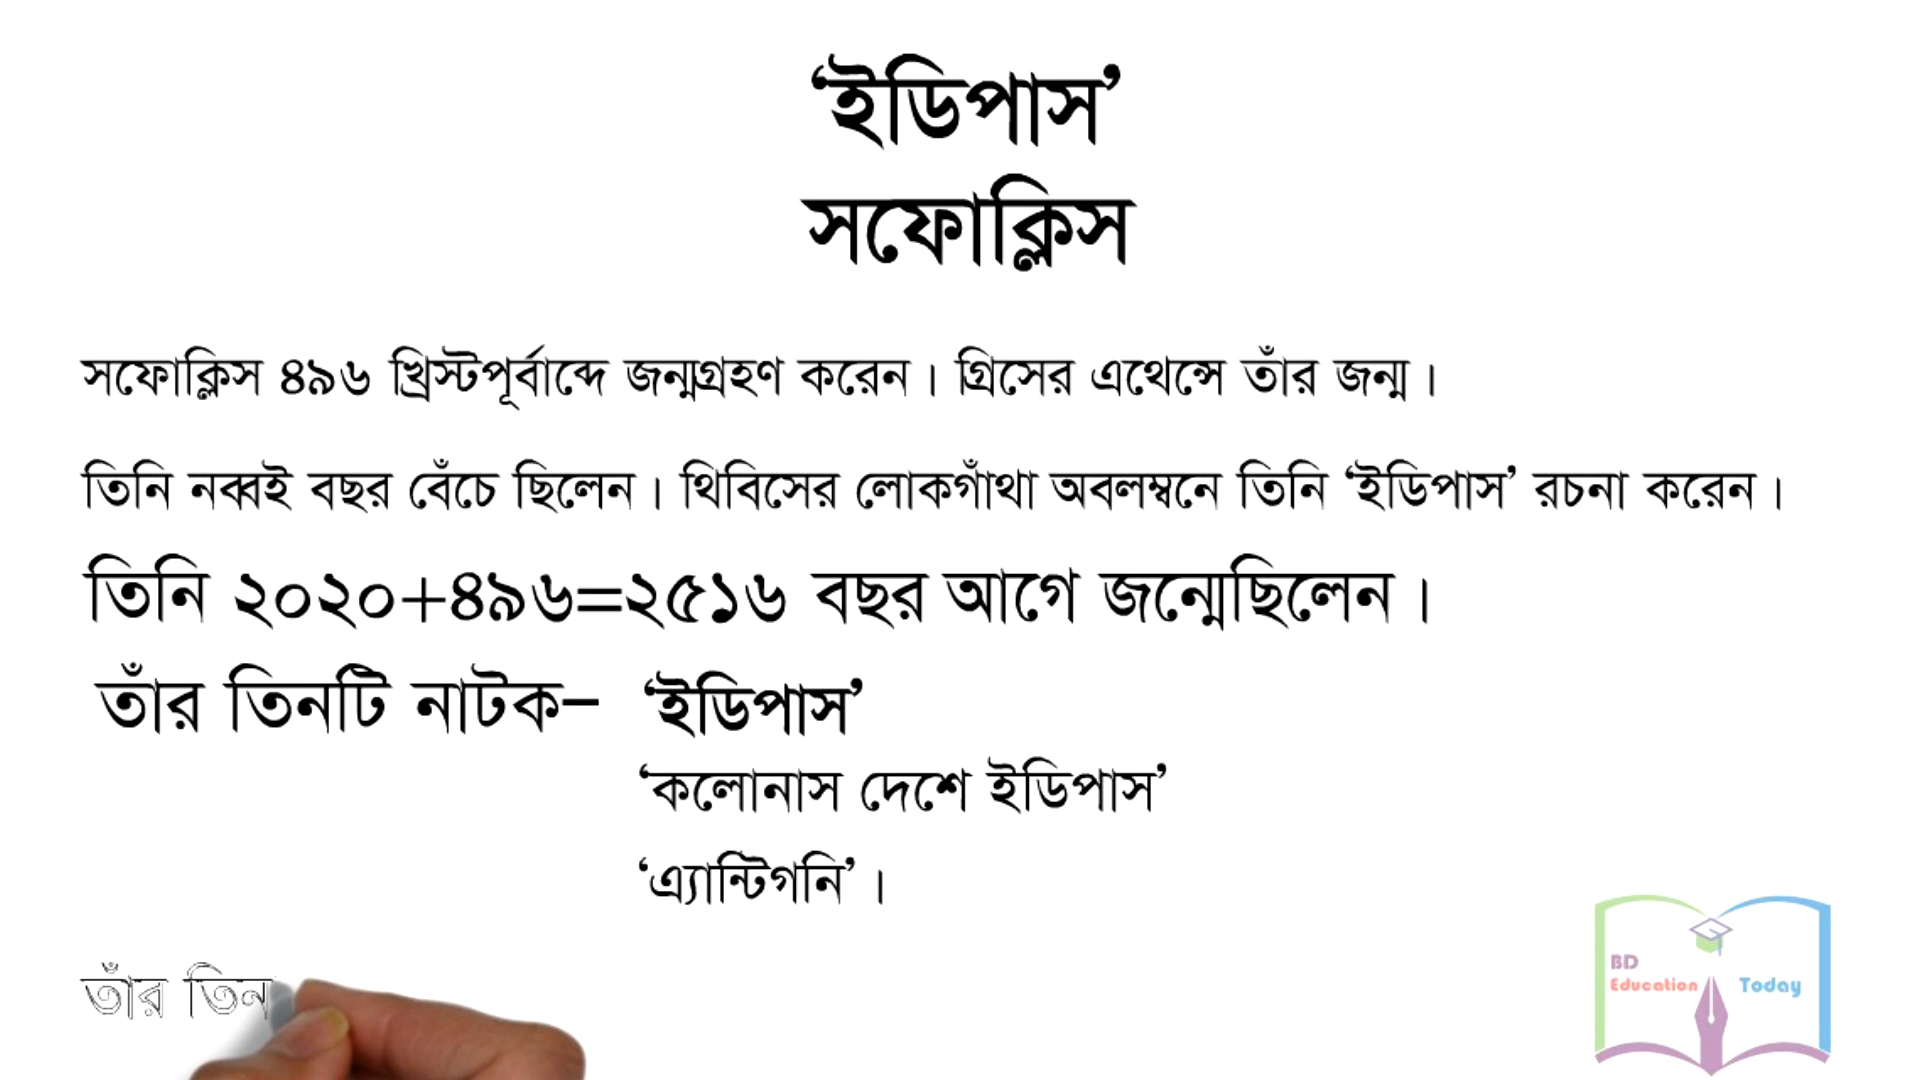 ‘ইডিপাস’
সফোক্লিস
সফোক্লিস ৪৯৬ খ্রিস্টপূর্বাব্দে জন্মগ্রহণ করেন। গ্রিসের এথেন্সে তাঁর জন্ম।
তিনি নব্বই বছর বেঁচে ছিলেন। থিবিসের লোকগাঁথা অবলম্বনে তিনি ‘ইডিপাস’ রচনা করেন।
তিনি ২০২০+৪৯৬=২৫১৬ বছর আগে জন্মেছিলেন।
তাঁর তিনটি নাটক– ‘ইডিপাস’
‘কলোনাস দেশে ইডিপাস’
‘এ্যান্টিগনি’।
তাঁর তিন
BD
Education Today